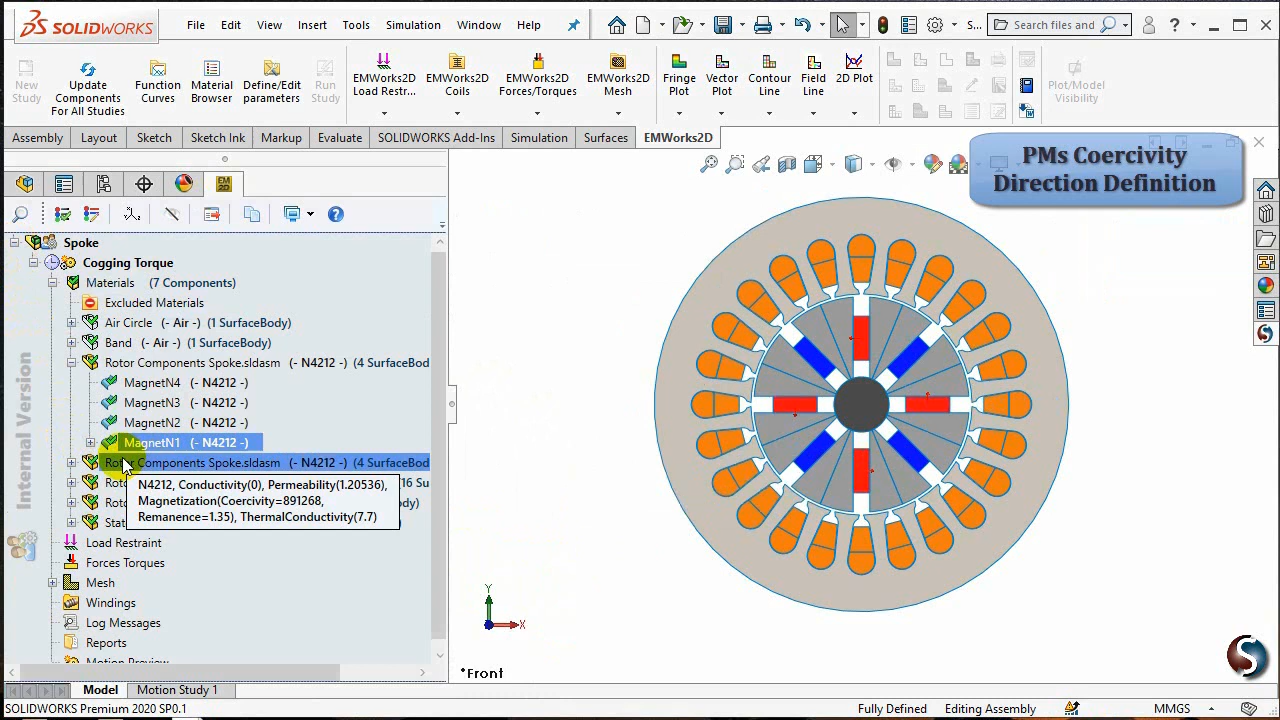 SOLIDWORKS
File Edit View Insert Tools Simulation Window Help
S...
Search files and
?
New Study
Update Components For All Studies
Function Curves
Material Browser
Define/Edit parameters
Run Study
EMWorks2D Load Restr...
EMWorks2D Coils
EMWorks2D Forces/Torques
EMWorks2D Mesh
Fringe Plot
Vector Plot
Contour Line
Field Line
2D Plot
Plot/Model Visibility
Assembly Layout Sketch Sketch Ink Markup Evaluate SOLIDWORKS Add-Ins Simulation Surfaces EMWorks2D
PMs Coercivity
Direction Definition
EM 2D
Spoke
Cogging Torque
Materials (7 Components)
Excluded Materials
Air Circle (- Air -) (1 SurfaceBody)
Band (- Air -) (1 SurfaceBody)
Rotor Components Spoke.sldasm (- N4212 -) (4 SurfaceBod
MagnetN4 (- N4212 -)
MagnetN3 (- N4212 -)
MagnetN2 (- N4212 -)
MagnetN1 (- N4212 -)
Rotor Components Spoke.sldasm (- N4212 -) (4 SurfaceBod
N4212, Conductivity(0), Permeability(1.20536),
Magnetization(Coercivity=891268,
Remanence=1.35), ThermalConductivity(7.7)
Load Restraint
Forces Torques
Mesh
Windings
Log Messages
Reports
Motion Preview
Internal Version
Y
X
*Front
Model Motion Study 1
SOLIDWORKS Premium 2020 SP0.1
Fully Defined Editing Assembly MMGS